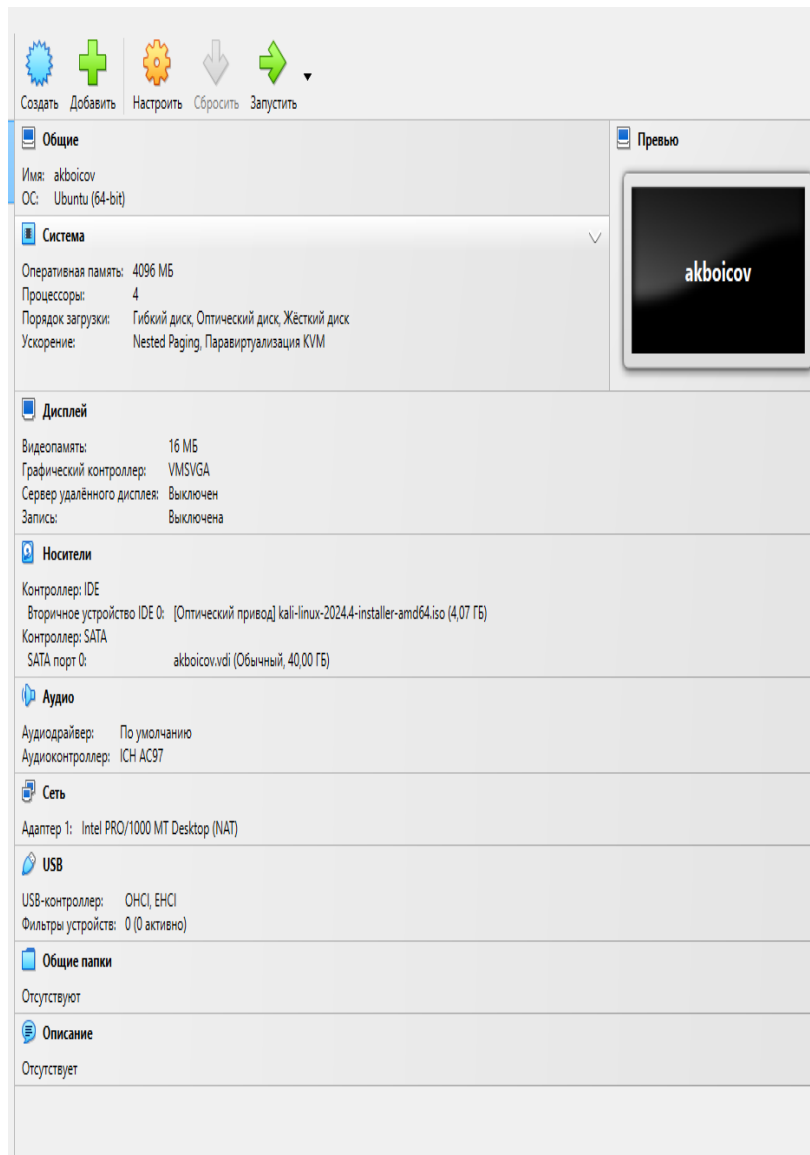 Создать Добавить Настроить Сбросить Запустить
Общие
Имя: akboicov
ОС: Ubuntu (64-bit)
Превью
akboicov
Система
Оперативная память: 4096 МБ
Процессоры: 4
Порядок загрузки: Гибкий диск, Оптический диск, Жёсткий диск
Ускорение: Nested Paging, Паравиртуализация KVM
Дисплей
Видеопамять: 16 МБ
Графический контроллер: VMSVGA
Сервер удалённого дисплея: Выключен
Запись: Выключена
Носители
Контроллер: IDE
Вторичное устройство IDE 0: [Оптический привод] kali-linux-2024.4-installer-amd64.iso (4,07 ГБ)
Контроллер: SATA
SATA порт 0: akboicov.vdi (Обычный, 40,00 ГБ)
Аудио
Аудиодрайвер: По умолчанию
Аудиоконтроллер: ICH AC97
Сеть
Адаптер 1: Intel PRO/1000 MT Desktop (NAT)
USB
USB-контроллер: OHCI, EHCI
Фильтры устройств: 0 (0 активно)
Общие папки
Отсутствуют
Описание
Отсутствует